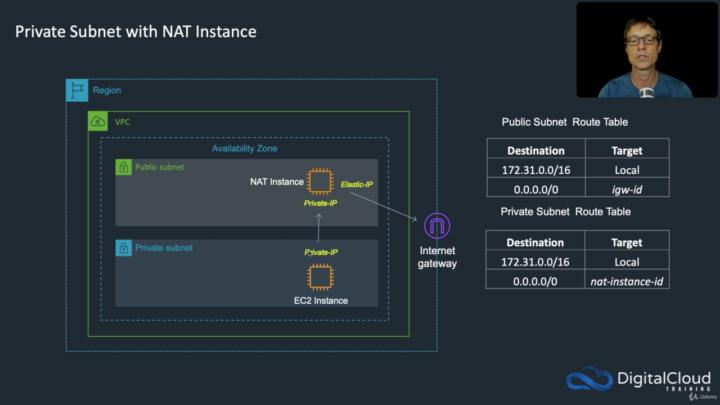 Private Subnet with NAT Instance
Region
VPC
Availability Zone
Public subnet
NAT Instance
Elastic-IP
Private-IP
Private subnet
Private-IP
EC2 Instance
Internet
gateway
Public Subnet Route Table
Destination Target
172.31.0.0/16 Local
0.0.0.0/0 igw-id
Private Subnet Route Table
Destination Target
172.31.0.0/16 Local
0.0.0.0/0 nat-instance-id
DigitalCloud
TRAINING
Udemy